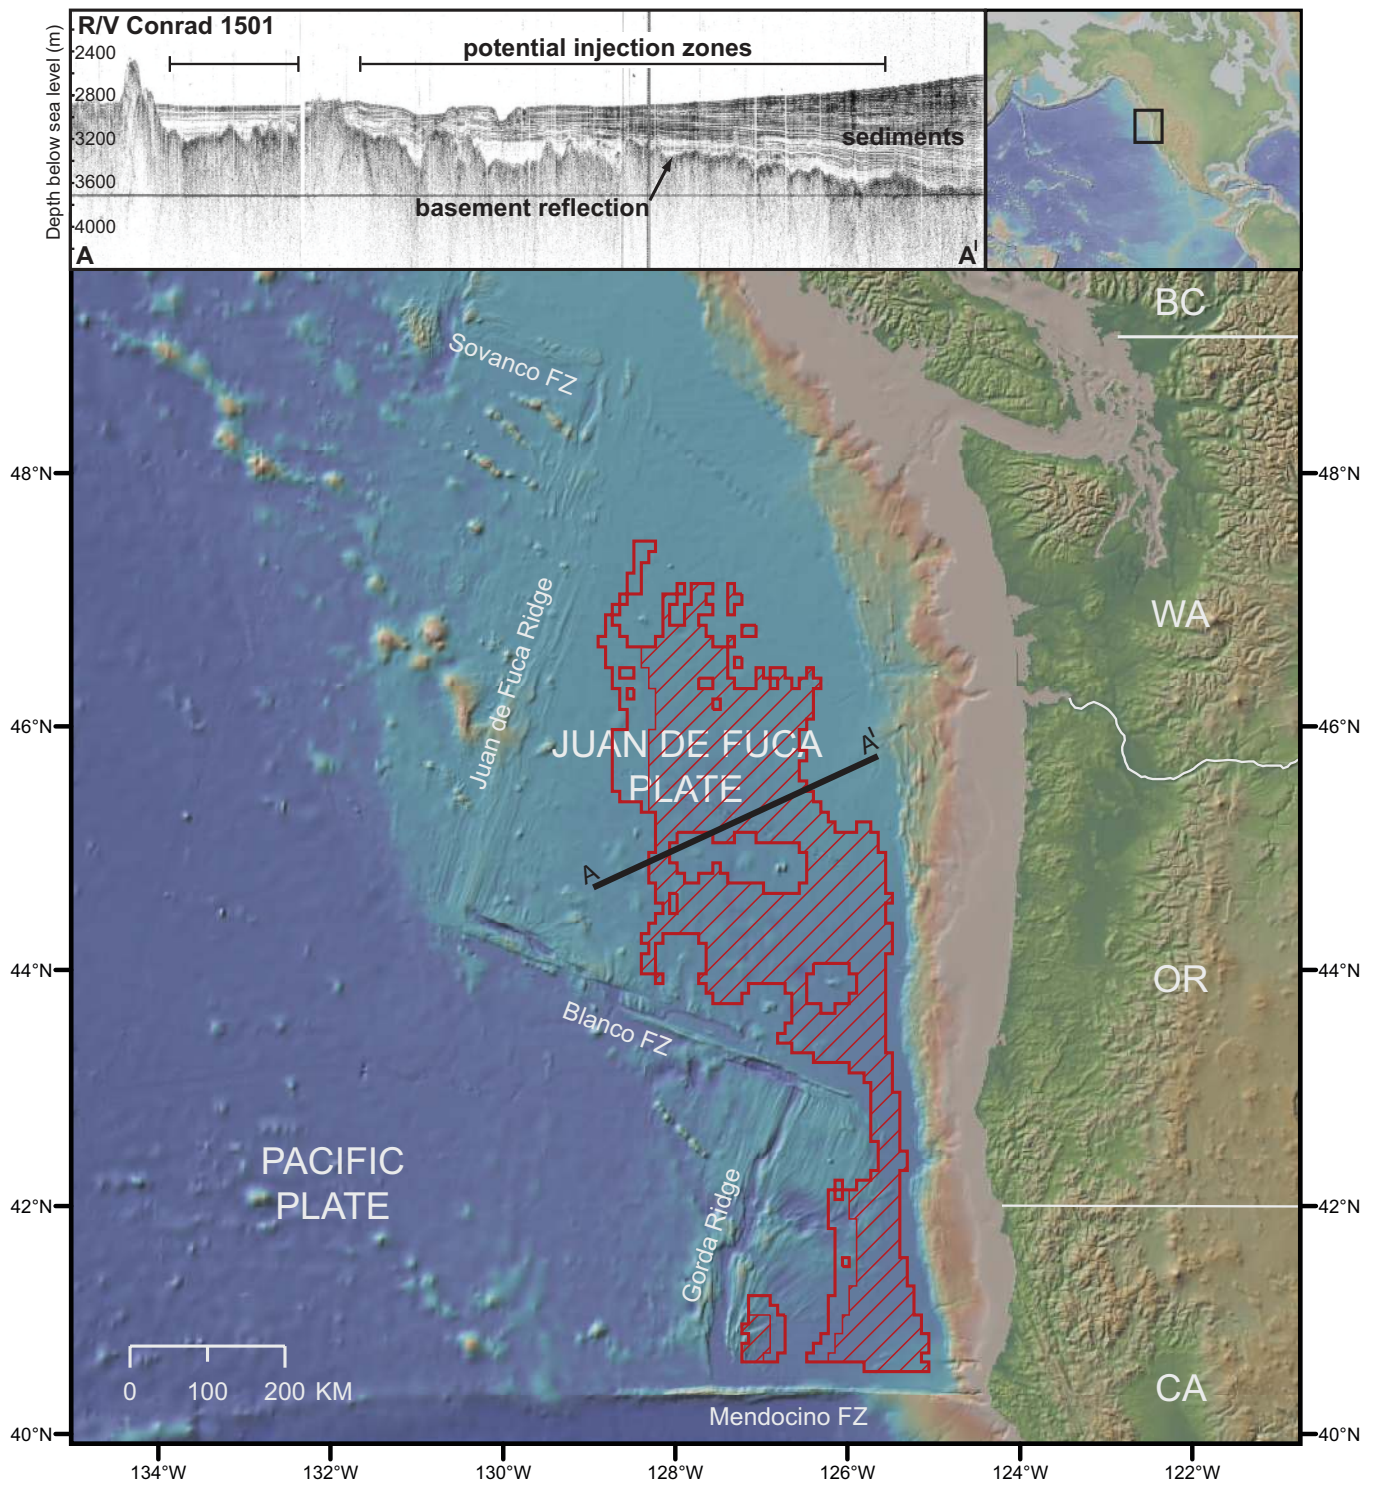 R/V Conrad 1501
potential injection zones
Depth below sea level (m)
2400
2800
3200
3600
4000
sediments
basement reflection
A
A'
BC
Sovanco FZ
48°N
48°N
WA
Juan de Fuca Ridge
46°N
46°N
JUAN DE FUCA
PLATE
A'
A
44°N
44°N
OR
Blanco FZ
PACIFIC
PLATE
42°N
42°N
Gorda Ridge
0 100 200 KM
CA
Mendocino FZ
40°N
40°N
134°W 132°W 130°W 128°W 126°W 124°W 122°W